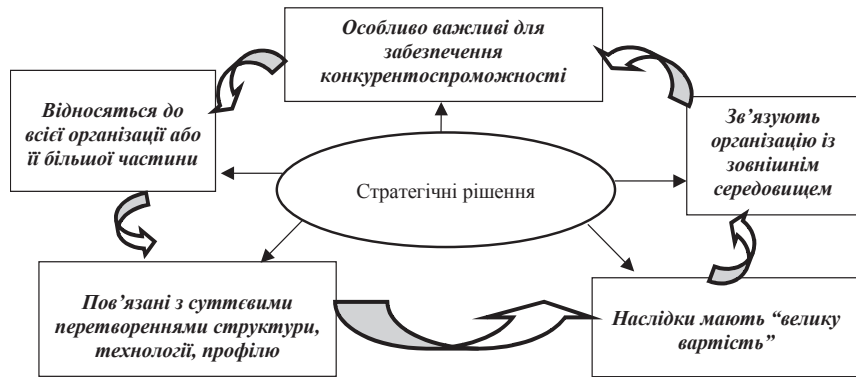 Особливо важливі для
забезпечення
конкурентоспроможності
Відносяться до
всієї організації або
її більшої частини
Зв’язують
організацію із
зовнішнім
середовищем
Стратегічні рішення
Пов’язані з суттєвими
перетвореннями структури,
технології, профілю
Наслідки мають “велику
вартість”